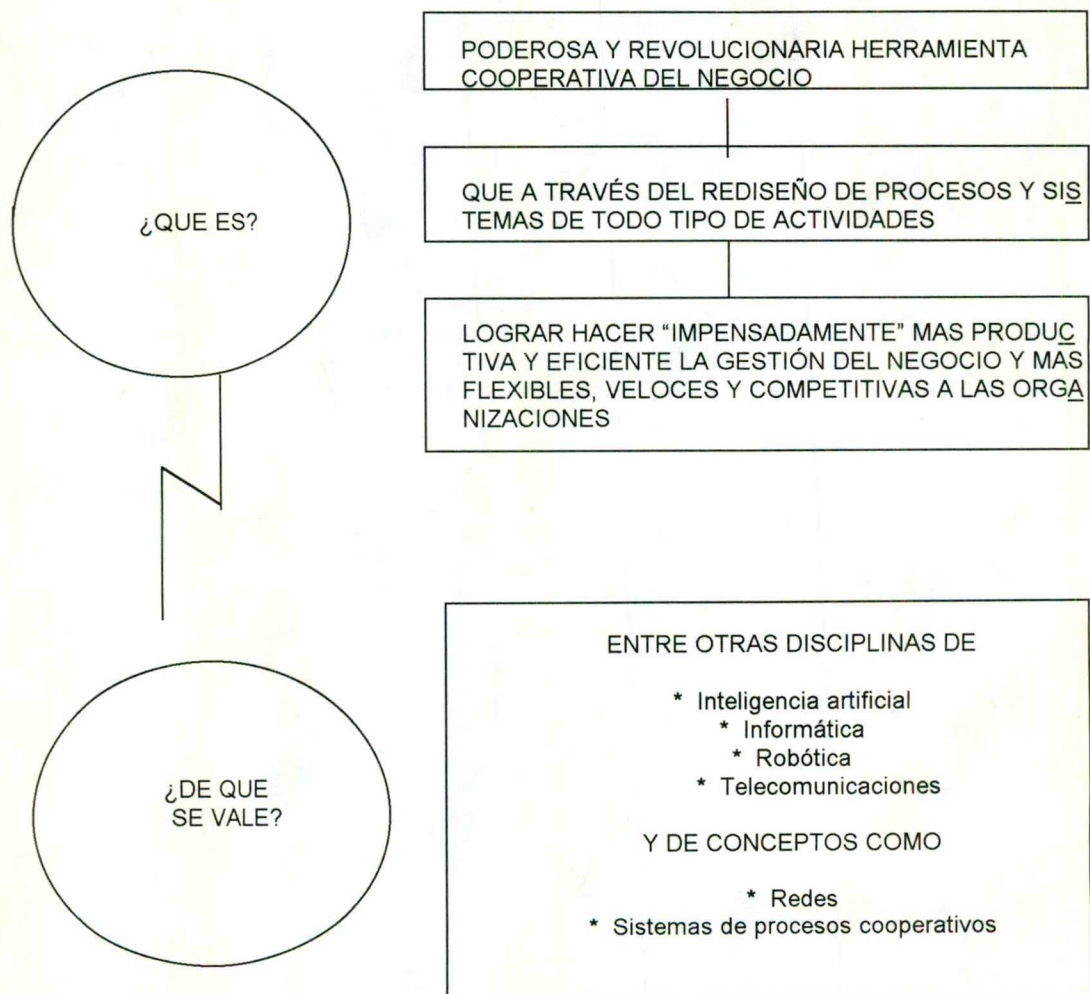 ¿QUE ES?
PODEROSA Y REVOLUCIONARIA HERRAMIENTA
COOPERATIVA DEL NEGOCIO
QUE A TRAVÉS DEL REDISEÑO DE PROCESOS Y SIS
TEMAS DE TODO TIPO DE ACTIVIDADES
LOGRAR HACER “IMPENSADAMENTE” MAS PRODUC
TIVA Y EFICIENTE LA GESTIÓN DEL NEGOCIO Y MAS
FLEXIBLES, VELOCES Y COMPETITIVAS A LAS ORGA
NIZACIONES
¿DE QUE
SE VALE?
ENTRE OTRAS DISCIPLINAS DE
* Inteligencia artificial
* Informática
* Robótica
* Telecomunicaciones
Y DE CONCEPTOS COMO
* Redes
* Sistemas de procesos cooperativos